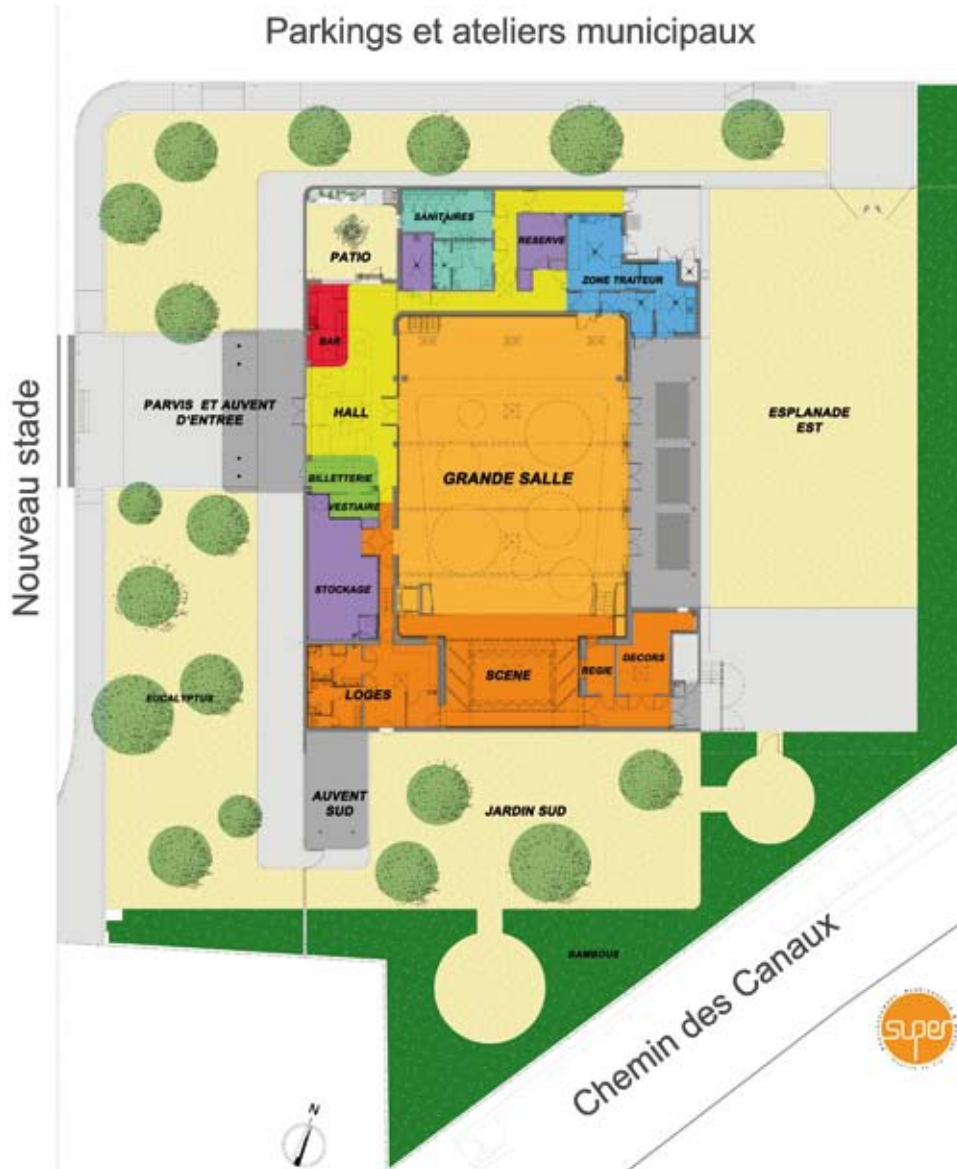 Parkings et ateliers municipaux
SANITAIRES
RESERVE
PATIO
ZONE TRAITEUR
BAR
Nouveau stade
PARVIS ET AUVENT
D'ENTREE
HALL
ESPLANADE
EST
GRANDE SALLE
BILLETTERIE
VESTIAIRE
STOCKAGE
EUCALYPTUS
LOGES
SCENE
REGIE
DECORS
AUVENT
SUD
JARDIN SUD
BAMBOUS
Chemin des Canaux
super
N